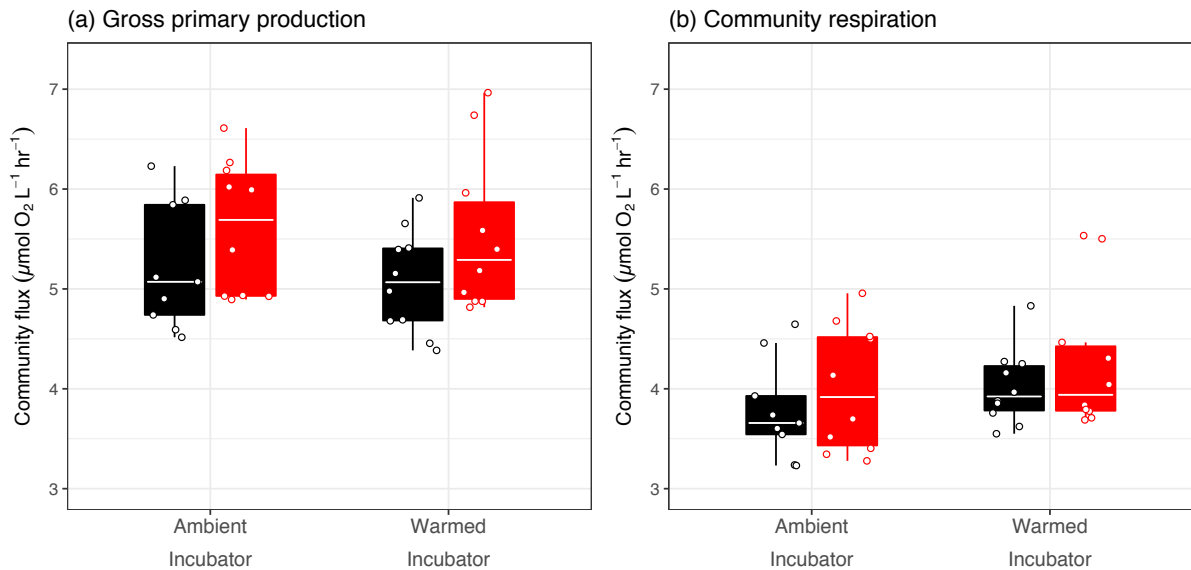 (a) Gross primary production
Community flux (μmol O₂ L⁻¹ hr⁻¹)
7
6
5
4
3
Ambient
Incubator
Warmed
Incubator
(b) Community respiration
Community flux (μmol O₂ L⁻¹ hr⁻¹)
7
6
5
4
3
Ambient
Incubator
Warmed
Incubator